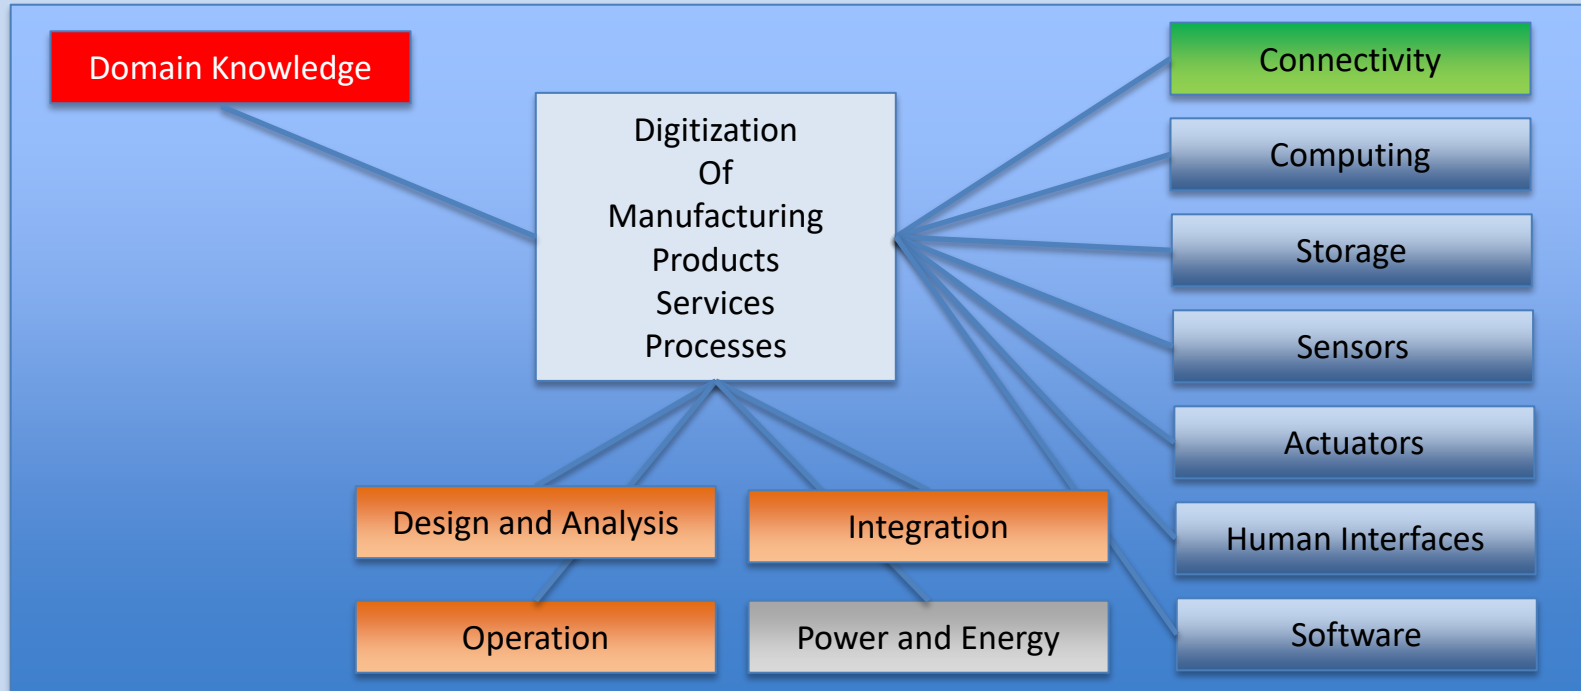 Domain Knowledge
Digitization
Of
Manufacturing
Products
Services
Processes
Connectivity
Computing
Storage
Sensors
Actuators
Human Interfaces
Software
Design and Analysis
Integration
Operation
Power and Energy